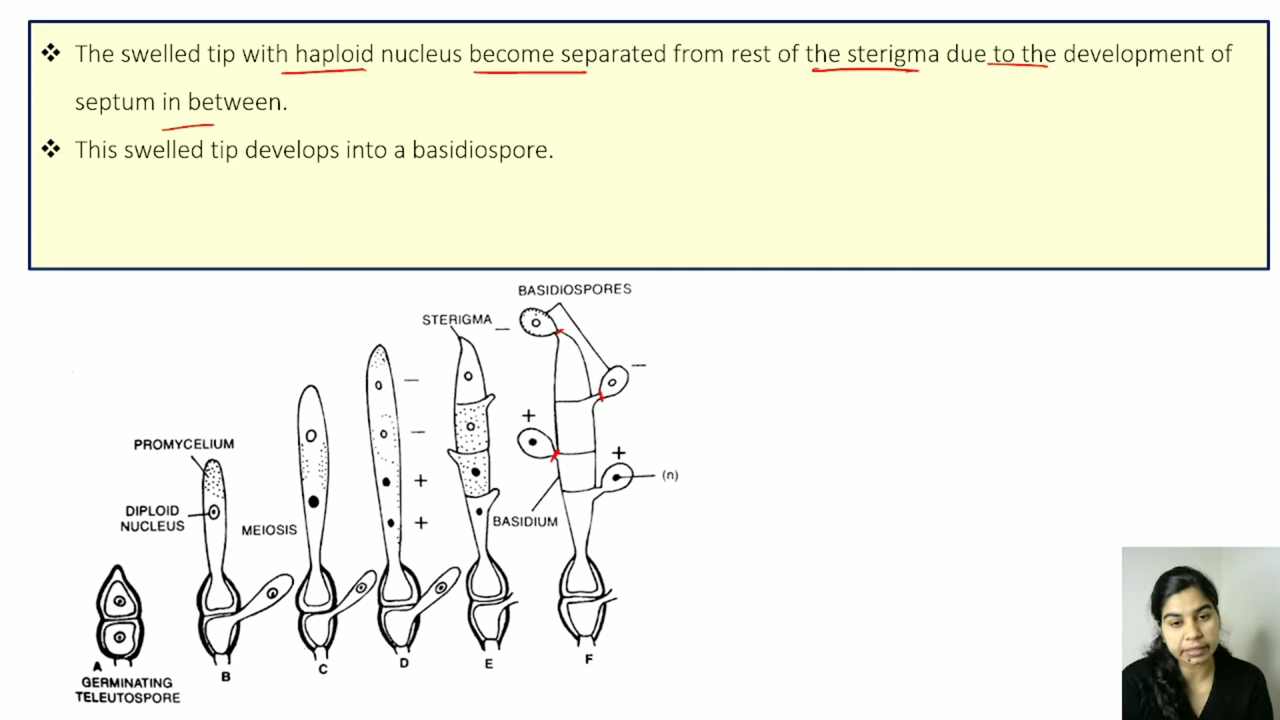 ❖ The swelled tip with haploid nucleus become separated from rest of the sterigma due to the development of
septum in between.
❖ This swelled tip develops into a basidiospore.
BASIDIOSPORES
STERIGMA
PROMYCELIUM
DIPLOID
NUCLEUS
MEIOSIS
BASIDIUM
(n)
−
−
+
+
−
−
+
+
A
B
C
D
E
F
GERMINATING
TELEUTOSPORE